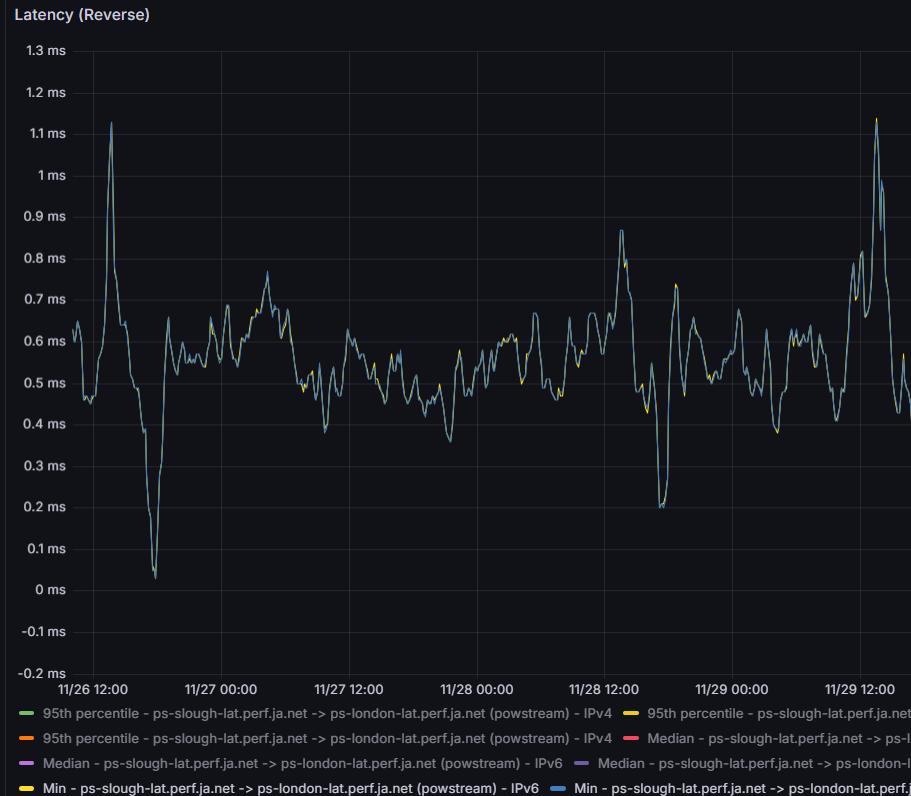 Latency (Reverse)
1.3 ms
1.2 ms
1.1 ms
1 ms
0.9 ms
0.8 ms
0.7 ms
0.6 ms
0.5 ms
0.4 ms
0.3 ms
0.2 ms
0.1 ms
0 ms
-0.1 ms
-0.2 ms
11/26 12:00 11/27 00:00 11/27 12:00 11/28 00:00 11/28 12:00 11/29 00:00 11/29 12:00
95th percentile - ps-slough-lat.perf.ja.net -> ps-london-lat.perf.ja.net (powstream) - IPv4 95th percentile - ps-slough-lat.perf.ja.net
95th percentile - ps-slough-lat.perf.ja.net -> ps-london-lat.perf.ja.net (powstream) - IPv4 Median - ps-slough-lat.perf.ja.net -> ps-l
Median - ps-slough-lat.perf.ja.net -> ps-london-lat.perf.ja.net (powstream) - IPv6 Median - ps-slough-lat.perf.ja.net -> ps-london-l
Min - ps-slough-lat.perf.ja.net -> ps-london-lat.perf.ja.net (powstream) - IPv6 Min - ps-slough-lat.perf.ja.net -> ps-london-lat.perf.j